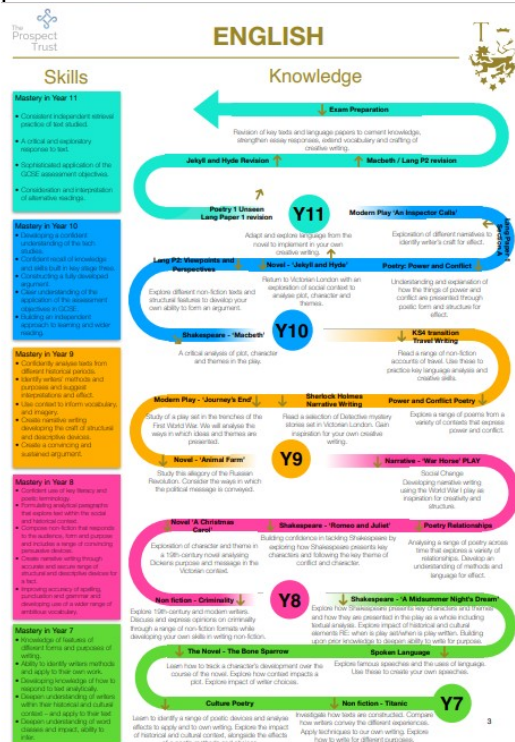 The
Prospect
Trust
ENGLISH
Skills
Knowledge
Mastery in Year 11
• Consistent independent retrieval
practice of text studied.
• A critical and exploratory
response to text.
• Sophisticated application of the
GCSE assessment objectives.
• Consideration and interpretation
of alternative readings.
Mastery in Year 10
• Developing a confident
understanding of the tech
studies.
• Confident recall of knowledge
and skills built in key stage three.
• Constructing a fully-developed
argument.
• Clear understanding of the
application of the assessment
objectives in GCSE.
• Building an independent
approach to learning and wider
reading.
Mastery in Year 9
• Confidently analyse texts from
different historical periods.
• Identify writers' methods and
purposes and suggest
interpretations and effect.
• Use context to inform vocabulary,
and imagery.
• Create narrative writing
developing the craft of structural
and descriptive devices.
• Create a convincing and
sustained argument.
Mastery in Year 8
• Confident use of key literacy and
poetic terminology.
• Formulating analytical paragraphs
that explore text within the social
and historical context.
• Compose non-fiction that responds
to the audience, form and purpose
and includes a range of convincing
persuasive devices.
• Create narrative writing through
accurate and secure range of
structural and descriptive devices for
a fact.
• Improving accuracy of spelling,
punctuation and grammar and
developing use of a wider range of
ambitious vocabulary.
Mastery in Year 7
• Knowledge of features of
different forms and purposes of
writing.
• Ability to identify writers methods
and apply to their own work.
• Developing knowledge of how to
respond to text analytically.
• Deepen understanding of writers
within their historical and cultural
context – and apply to their text
• Deepen understanding of word
classes and impact, ability to
infer.
Exam Preparation
Revision of key texts and language papers to cement knowledge,
strengthen essay responses, extend vocabulary and crafting of
creative writing.
Jekyll and Hyde Revision
Macbeth / Lang P2 revision
Poetry 1 Unseen
Lang Paper 1 revision
Y11
Modern Play 'An Inspector Calls'
Adapt and explore language from the
novel to implement in your own
creative writing.
Exploration of different narratives to
identify writer's craft for effect.
Lang Paper 1
Section A
Lang P2: Viewpoints and
Perspectives
Novel - 'Jekyll and Hyde'
Poetry: Power and Conflict
Explore different non-fiction texts and
structural features to develop your
own ability to form an argument.
Return to Victorian London with an
exploration of social context to
analyse plot, character and
themes.
Understanding and explanation of
how the things of power and
conflict are presented through
poetic form and structure for
effect.
Shakespeare - 'Macbeth'
Y10
KS4 transition
Travel Writing
A critical analysis of plot, character
and themes in the play.
Read a range of non fiction
accounts of travel. Use these to
practice key language analysis and
creative skills.
Modern Play - 'Journey's End'
Sherlock Holmes
Narrative Writing
Power and Conflict Poetry
Study of a play set in the trenches of the
First World War. We will analyse the
ways in which ideas and themes are
presented.
Read a selection of Detective mystery
stories set in Victorian London. Gain
inspiration for your own creative
writing.
Explore a range of poems from a
variety of contexts that express
power and conflict.
Novel - 'Animal Farm'
Y9
Narrative - 'War Horse' PLAY
Study this allegory of the Russian
Revolution. Consider the ways in which
the political message is conveyed.
Social Change
Developing narrative writing
using the World War I play as
inspiration for creativity and
structure.
Novel 'A Christmas
Carol'
Shakespeare - 'Romeo and Juliet'
Poetry Relationships
Exploration of character and theme in
a 19th-century novel analysing
Dickens purpose and message in the
Victorian context.
Building confidence in tackling Shakespeare by
exploring how Shakespeare presents key
characters and following the key theme of
conflict and character.
Analysing a range of poetry across
time that explores a variety of
relationships. Develop an
understanding of methods and
language for effect.
Non fiction - Criminality
Y8
Shakespeare - 'A Midsummer Night's Dream'
Explore 19th-century and modern writers.
Discuss and express opinions on criminality
through a range of non-fiction formats while
developing your own skills in writing non-fiction.
Explore how Shakespeare presents key characters and themes
and how they are presented in the play as a whole including
textual analysis. Explore impact of historical and cultural
elements RE: when is play set/when is play written. Building
upon prior knowledge to deepen ability to write for purpose.
The Novel - The Bone Sparrow
Spoken Language
Learn how to track a character's development over the
course of the novel. Explore how context impacts a
plot. Explore impact of writer choices.
Explore famous speeches and the uses of language.
Use these to create your own speeches.
Culture Poetry
Non fiction - Titanic
Y7
Learn to identify a range of poetic devices and analyse
effects to apply and to own writing. Explore the impact
of historical and cultural context, alongside the effects
Investigate how texts are constructed. Compare
how writers convey the different experiences.
Apply techniques to our own writing. Explore
how to write for different purposes.
3